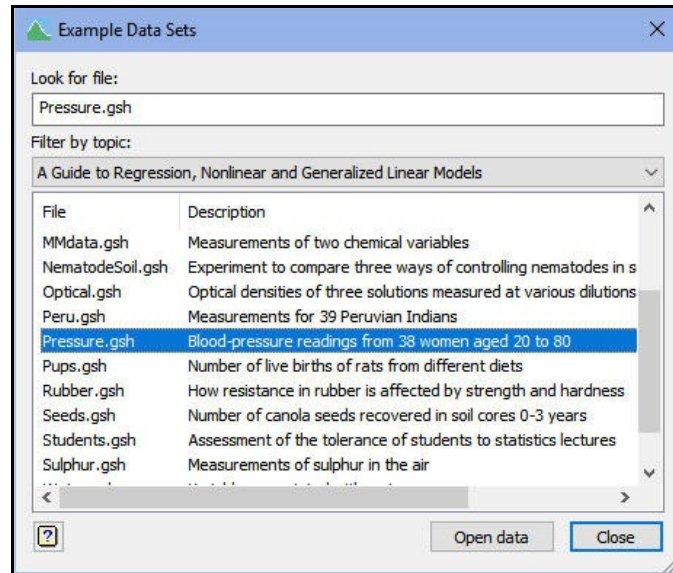 Example Data Sets
Look for file:
Pressure.gsh
Filter by topic:
A Guide to Regression, Nonlinear and Generalized Linear Models
File Description
MMdata.gsh Measurements of two chemical variables
NematodeSoil.gsh Experiment to compare three ways of controlling nematodes in s
Optical.gsh Optical densities of three solutions measured at various dilutions
Peru.gsh Measurements for 39 Peruvian Indians
Pressure.gsh Blood-pressure readings from 38 women aged 20 to 80
Pups.gsh Number of live births of rats from different diets
Rubber.gsh How resistance in rubber is affected by strength and hardness
Seeds.gsh Number of canola seeds recovered in soil cores 0-3 years
Students.gsh Assessment of the tolerance of students to statistics lectures
Sulphur.gsh Measurements of sulphur in the air
? Open data Close